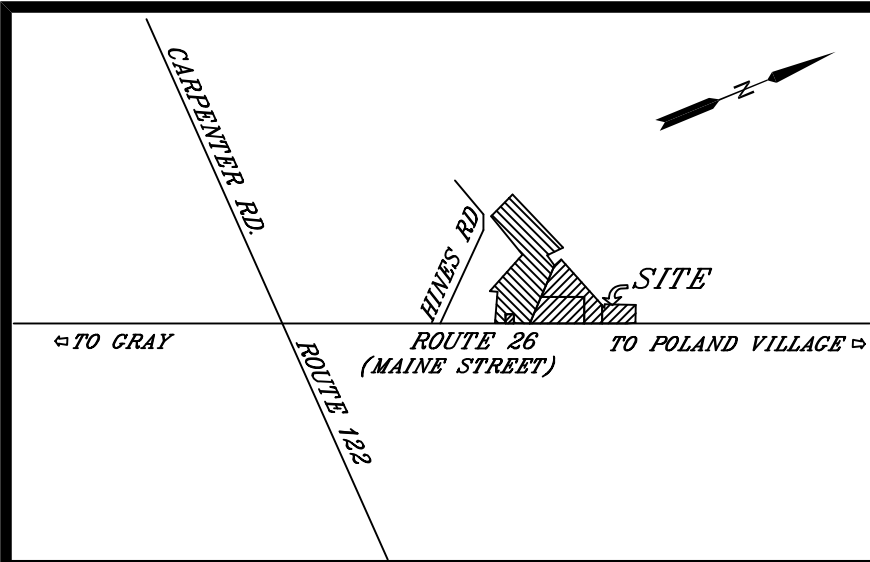 CARPENTER RD.
N
HINES RD
SITE
⇦ TO GRAY
ROUTE 26
(MAINE STREET)
TO POLAND VILLAGE ⇨
ROUTE 122